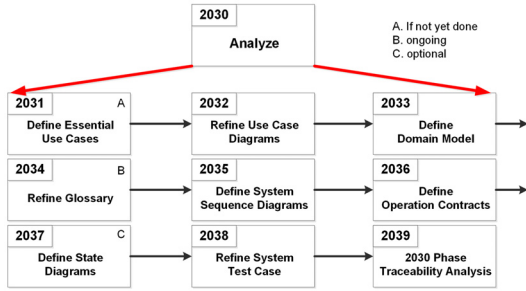 2030
Analyze
A. If not yet done
B. ongoing
C. optional
2031 A
Define Essential
Use Cases
2032
Refine Use Case
Diagrams
2033
Define
Domain Model
2034 B
Refine Glossary
2035
Define System
Sequence Diagrams
2036
Define
Operation Contracts
2037 C
Define State
Diagrams
2038
Refine System
Test Case
2039
2030 Phase
Traceability Analysis